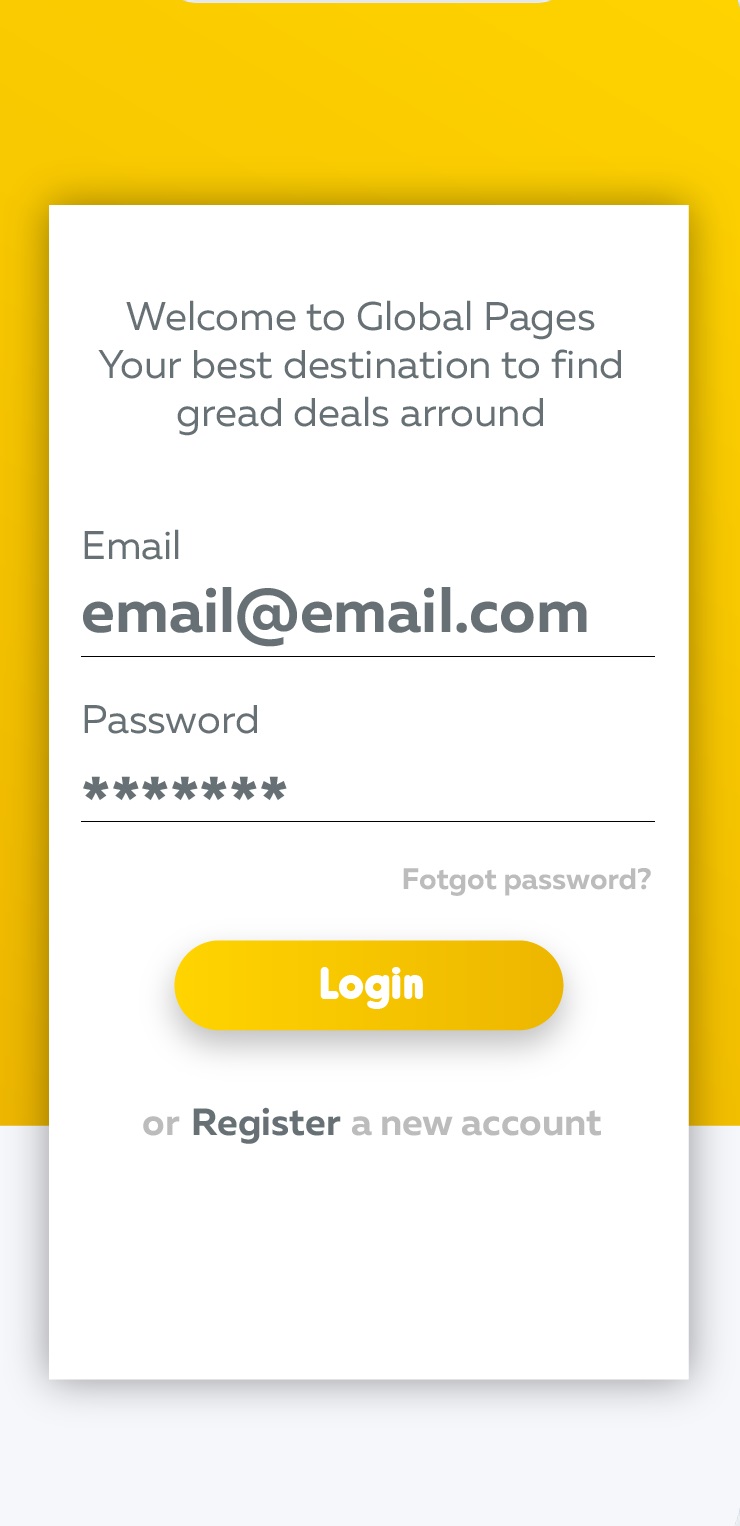 Welcome to Global Pages
Your best destination to find
gread deals arround
Email
email@email.com
Password
*******
Fotgot password?
Login
or Register a new account